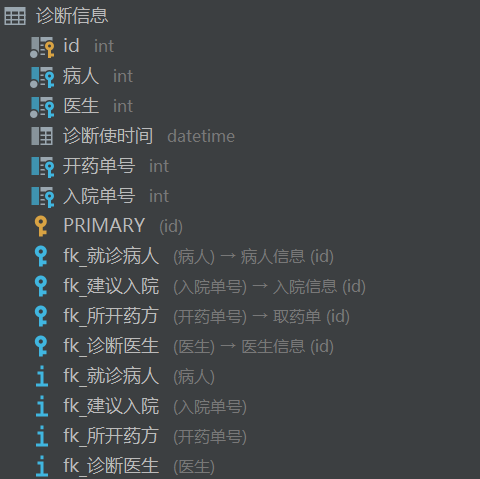 诊断信息
id int
病人 int
医生 int
诊断使时间 datetime
开药单号 int
入院单号 int
PRIMARY (id)
fk_就诊病人 (病人) → 病人信息 (id)
fk_建议入院 (入院单号) → 入院信息 (id)
fk_所开药方 (开药单号) → 取药单 (id)
fk_诊断医生 (医生) → 医生信息 (id)
fk_就诊病人 (病人)
fk_建议入院 (入院单号)
fk_所开药方 (开药单号)
fk_诊断医生 (医生)